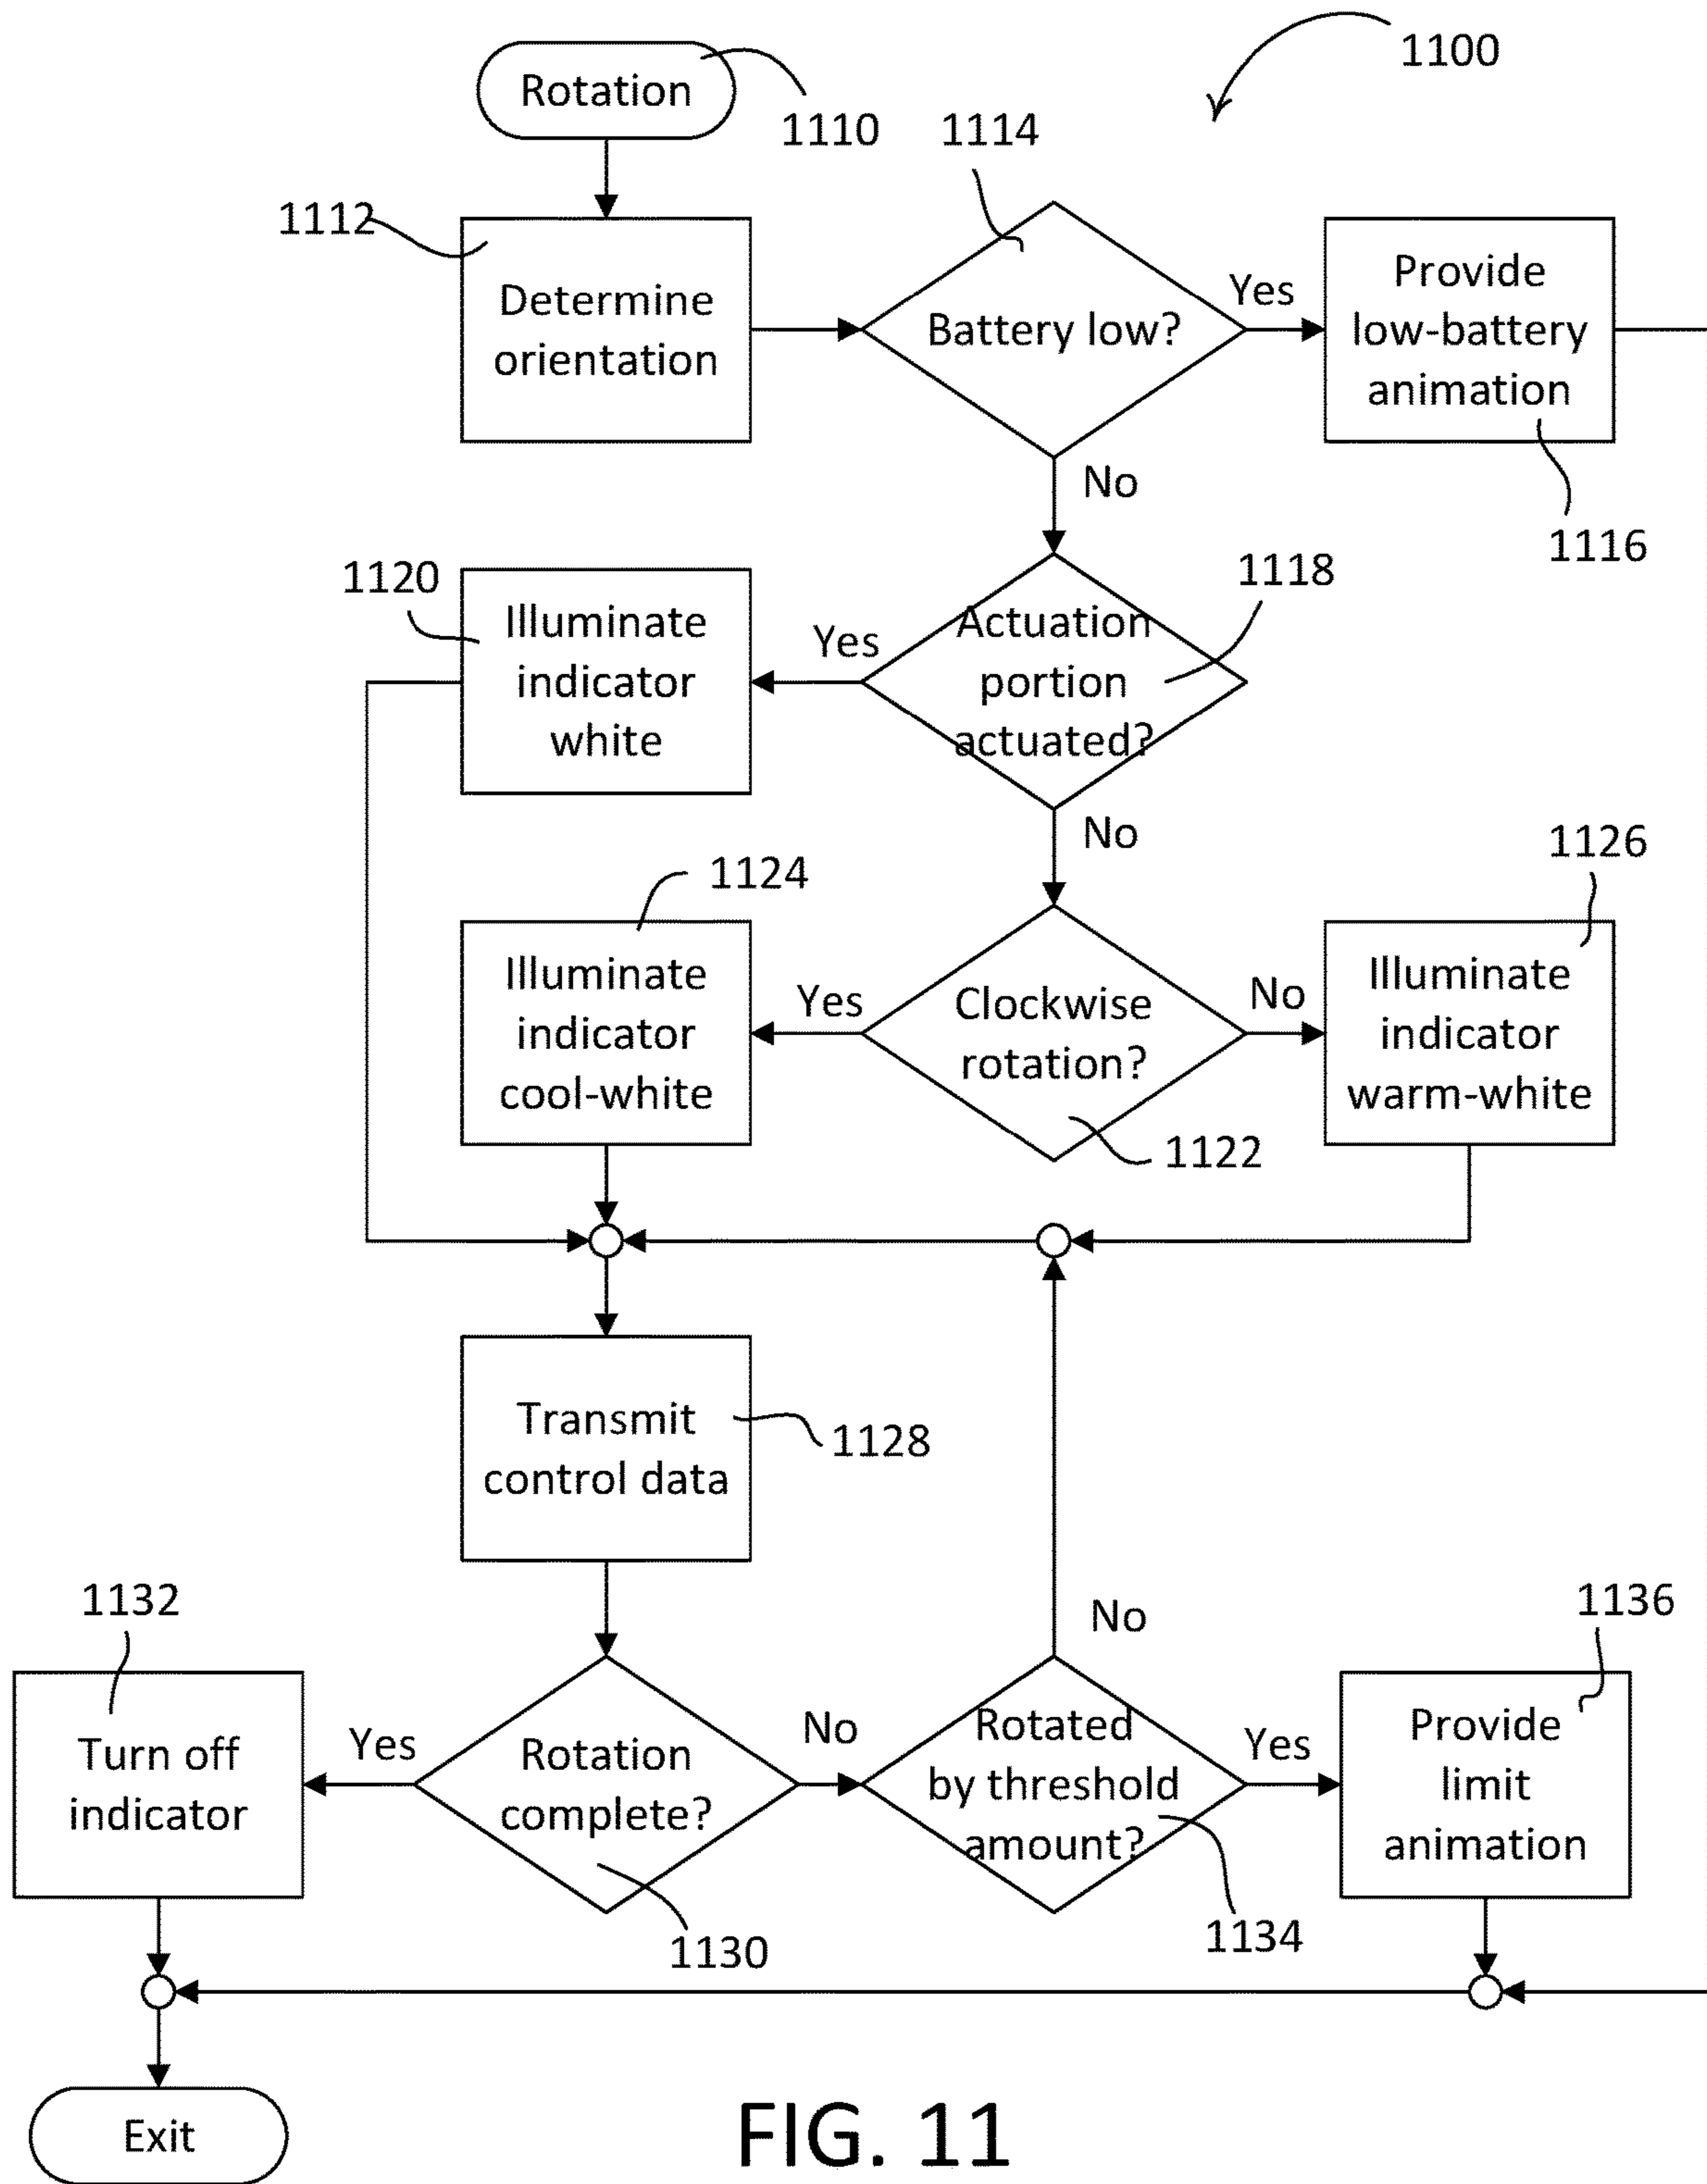 1100
Rotation
1110
1114
1112
Determine
orientation
Battery low?
Yes
Provide
low-battery
animation
No
1116
1120
1118
Illuminate
indicator
white
Yes
Actuation
portion
actuated?
No
1124
1126
Illuminate
indicator
cool-white
Yes
Clockwise
rotation?
No
Illuminate
indicator
warm-white
1122
Transmit
control data
1128
1132
No
1136
Turn off
indicator
Yes
Rotation
complete?
No
Rotated
by threshold
amount?
Yes
Provide
limit
animation
1130
1134
Exit
FIG. 11